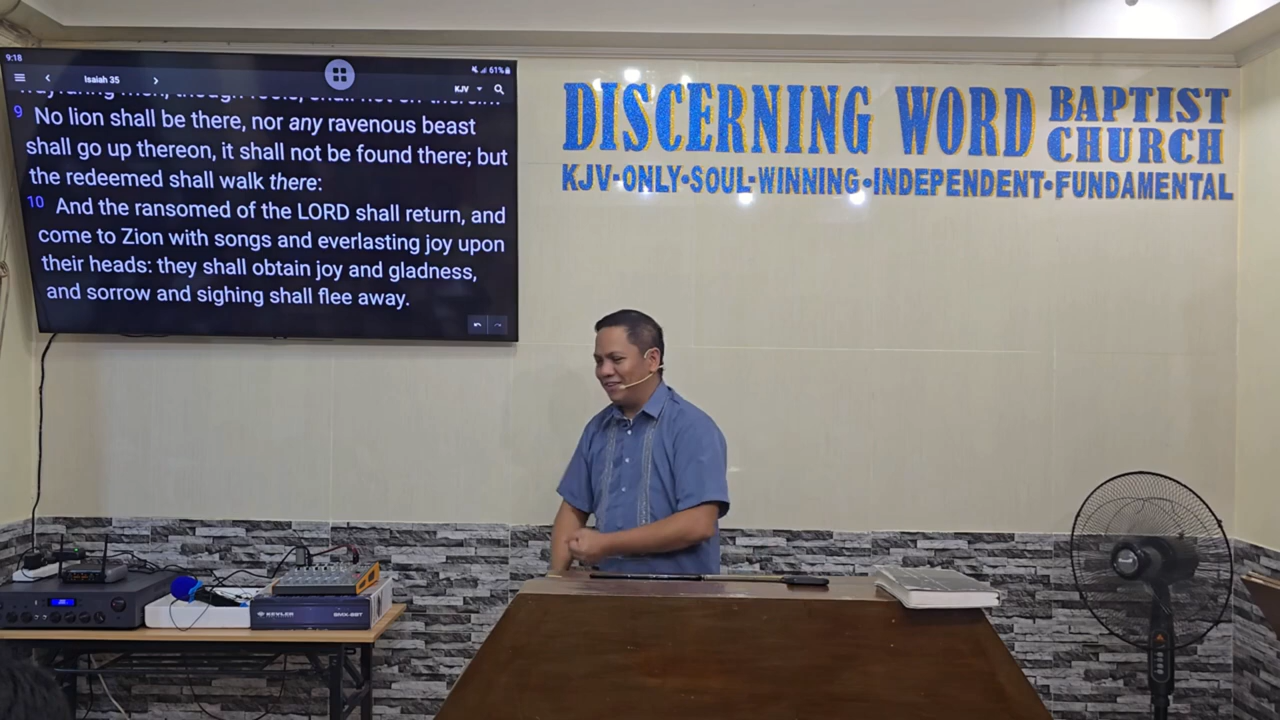 9:18
61%
Isaiah 35
KJV
9 No lion shall be there, nor any ravenous beast
shall go up thereon, it shall not be found there; but
the redeemed shall walk there:
10 And the ransomed of the LORD shall return, and
come to Zion with songs and everlasting joy upon
their heads: they shall obtain joy and gladness,
and sorrow and sighing shall flee away.
DISCERNING WORD BAPTIST
CHURCH
KJV-ONLY•SOUL-WINNING•INDEPENDENT•FUNDAMENTAL
KEVLER